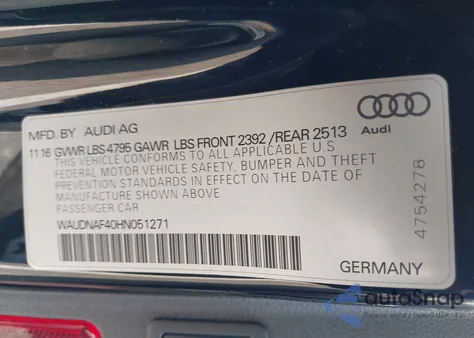 MFD. BY AUDI AG
11 16 GVWR LBS 4795 GAWR LBS FRONT 2392 /REAR 2513
THIS VEHICLE CONFORMS TO ALL APPLICABLE U.S.
FEDERAL MOTOR VEHICLE SAFETY, BUMPER AND THEFT
PREVENTION STANDARDS IN EFFECT ON THE DATE OF
MANUFACTURE SHOWN ABOVE
PASSENGER CAR
WAUDNAF40HN051271
Audi
4754278
GERMANY
autoSnap